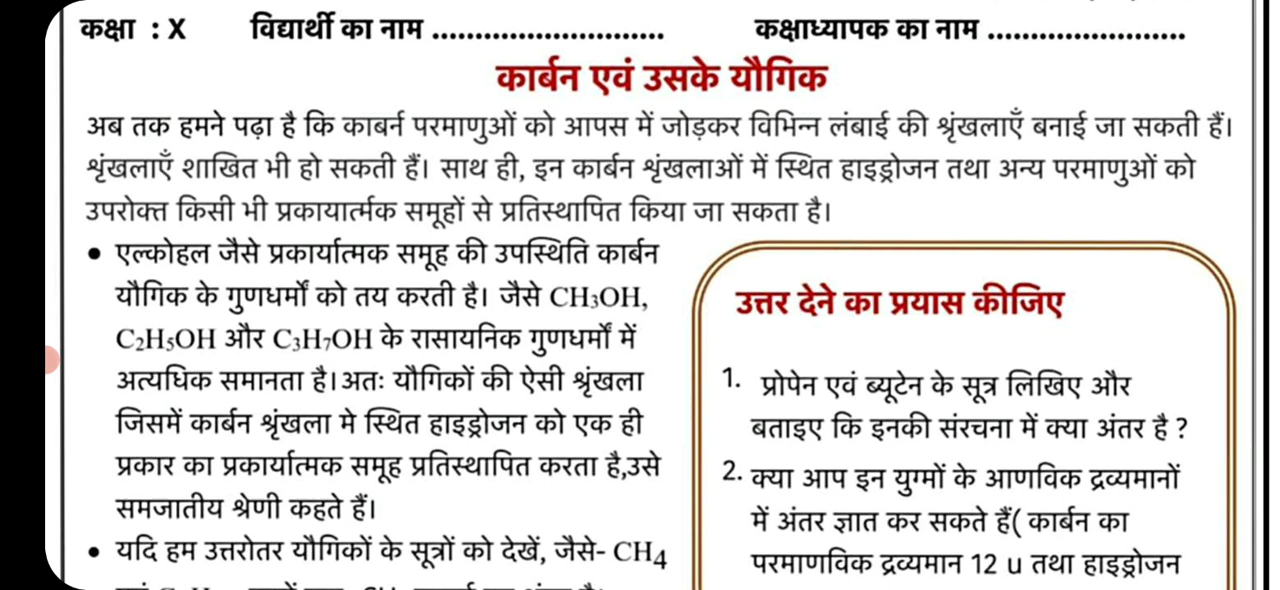 कक्षा : X विद्यार्थी का नाम ........................... कक्षाध्यापक का नाम .......................
कार्बन एवं उसके यौगिक
अब तक हमने पढ़ा है कि काबर्न परमाणुओं को आपस में जोड़कर विभिन्न लंबाई की श्रृंखलाएँ बनाई जा सकती हैं।
श्रृंखलाएँ शाखित भी हो सकती हैं। साथ ही, इन कार्बन श्रृंखलाओं में स्थित हाइड्रोजन तथा अन्य परमाणुओं को
उपरोक्त किसी भी प्रकायार्त्मक समूहों से प्रतिस्थापित किया जा सकता है।
• एल्कोहल जैसे प्रकार्यात्मक समूह की उपस्थिति कार्बन
यौगिक के गुणधर्मों को तय करती है। जैसे CH₃OH,
C₂H₅OH और C₃H₇OH के रासायनिक गुणधर्मों में
अत्यधिक समानता है।अतः यौगिकों की ऐसी श्रृंखला
जिसमें कार्बन श्रृंखला मे स्थित हाइड्रोजन को एक ही
प्रकार का प्रकार्यात्मक समूह प्रतिस्थापित करता है,उसे
समजातीय श्रेणी कहते हैं।
• यदि हम उत्तरोतर यौगिकों के सूत्रों को देखें, जैसे- CH₄
उत्तर देने का प्रयास कीजिए
1. प्रोपेन एवं ब्यूटेन के सूत्र लिखिए और
बताइए कि इनकी संरचना में क्या अंतर है ?
2. क्या आप इन युग्मों के आणविक द्रव्यमानों
में अंतर ज्ञात कर सकते हैं( कार्बन का
परमाणविक द्रव्यमान 12 u तथा हाइड्रोजन